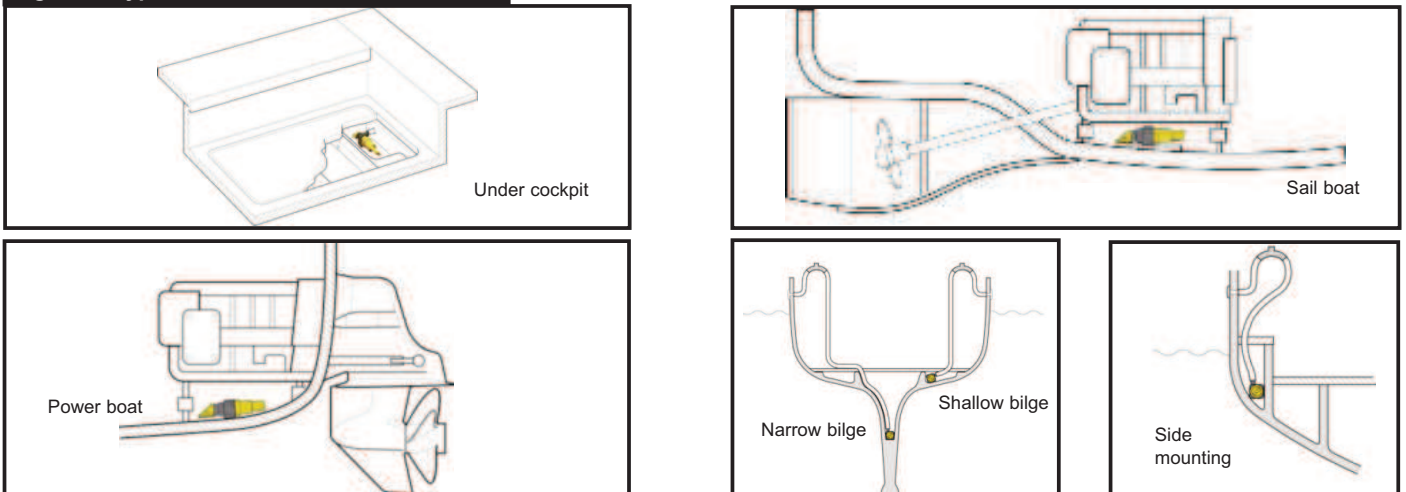 Under cockpit
Sail boat
Power boat
Narrow bilge
Shallow bilge
Side
mounting